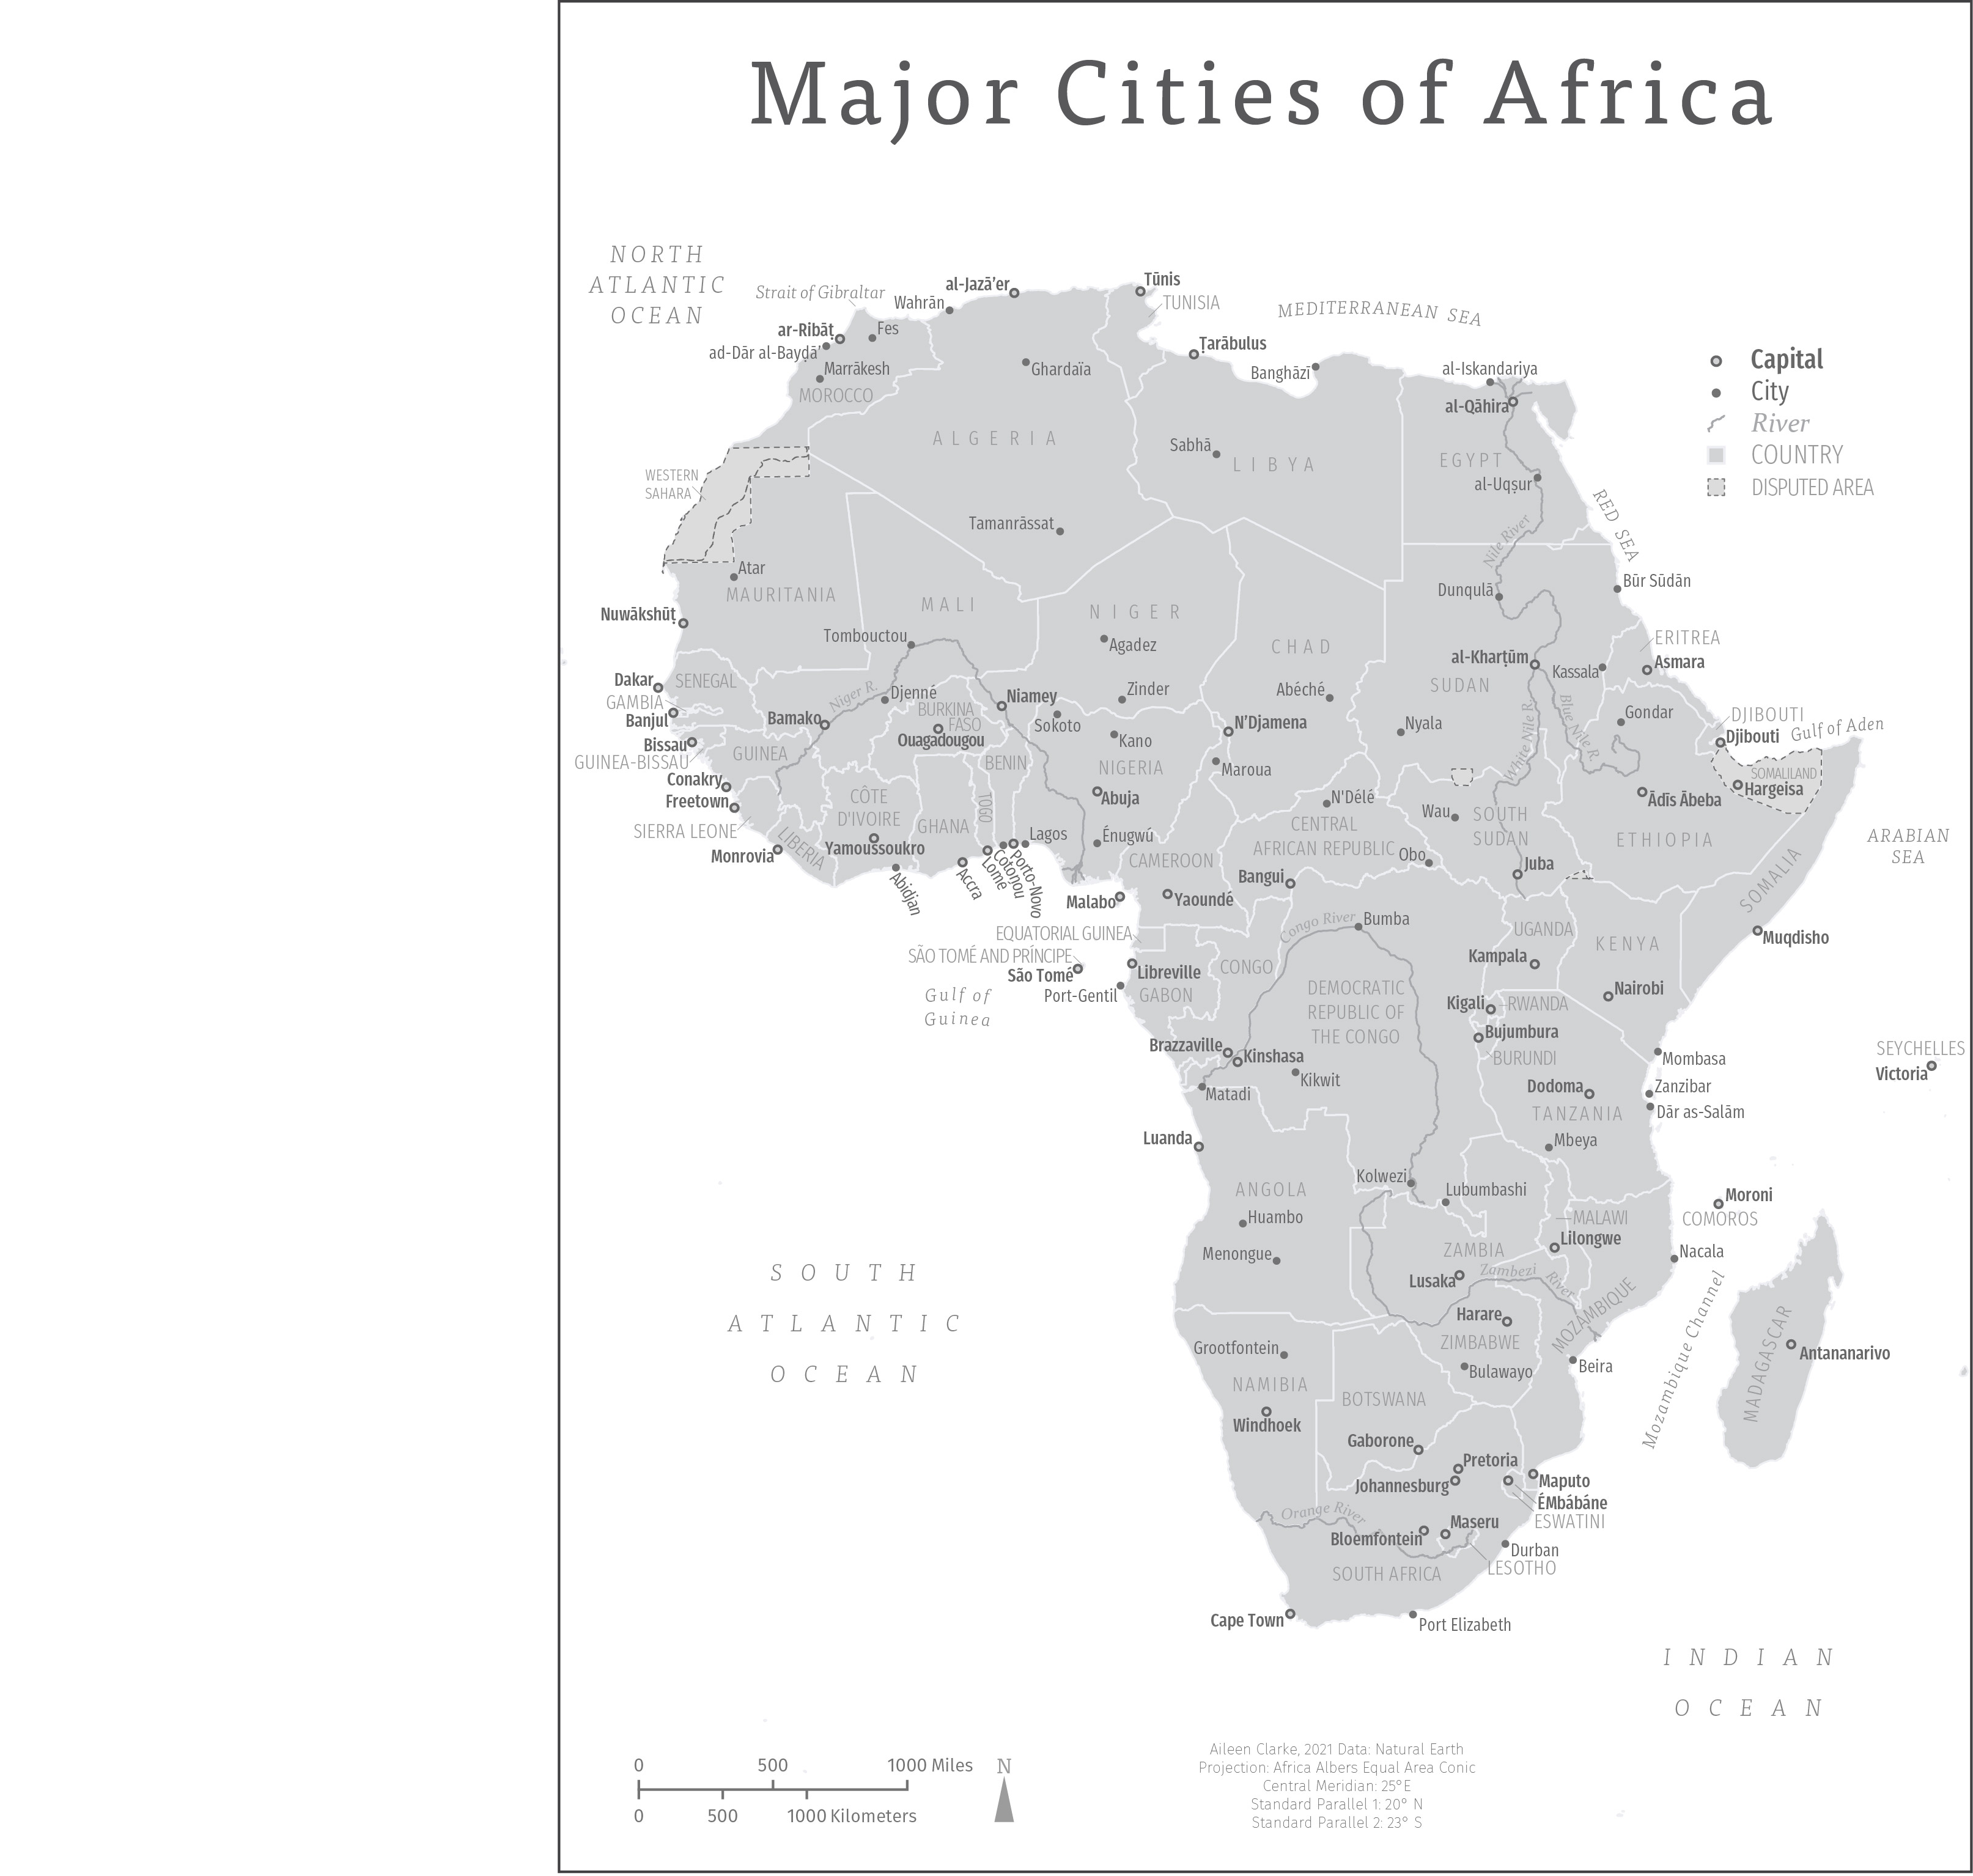 Major Cities of Africa
NORTH
ATLANTIC
OCEAN
Strait of Gibraltar
Wahrān
al-Jazā'er
Tūnis
TUNISIA
MEDITERRANEAN SEA
ar-Ribāṭ
Fes
ad-Dār al-Bayḍā'
Marrākesh
MOROCCO
Ghardaïa
Ṭarābulus
Banghāzī
al-Iskandariya
al-Qāhira
Capital
City
River
COUNTRY
DISPUTED AREA
ALGERIA
Sabhā
LIBYA
EGYPT
al-Uqṣur
WESTERN
SAHARA
RED SEA
Tamanrāssat
Nile River
Atar
MAURITANIA
MALI
NIGER
Dunqulā
Būr Sūdān
Nuwākshūṭ
Tombouctou
Agadez
CHAD
ERITREA
al-Kharṭūm
Kassala
Asmara
Dakar
SENEGAL
GAMBIA
Banjul
Niger R.
Djenné
Niamey
Zinder
Abéché
SUDAN
Bamako
BURKINA
FASO
Ouagadougou
Sokoto
Kano
N'Djamena
Nyala
White Nile R.
Blue Nile R.
Gondar
DJIBOUTI
Djibouti
Gulf of Aden
Bissau
GUINEA-BISSAU
GUINEA
BENIN
NIGERIA
Maroua
SOMALILAND
Hargeisa
Conakry
Freetown
CÔTE
D'IVOIRE
TOGO
Abuja
N'Délé
Wau
SOUTH
SUDAN
Ādīs Ābeba
SIERRA LEONE
LIBERIA
GHANA
Lagos
Énugwú
CENTRAL
AFRICAN REPUBLIC
Obo
ETHIOPIA
ARABIAN
SEA
Monrovia
Yamoussoukro
CAMEROON
Juba
SOMALIA
Abidjan
Accra
Lome
Cotonou
Porto-Novo
Malabo
Yaoundé
Bangui
Congo River
Bumba
UGANDA
KENYA
Muqdisho
EQUATORIAL GUINEA
SÃO TOMÉ AND PRÍNCIPE
São Tomé
Libreville
CONGO
Kampala
Port-Gentil
GABON
Gulf of
Guinea
DEMOCRATIC
REPUBLIC OF
THE CONGO
Kigali
RWANDA
Nairobi
Brazzaville
Kinshasa
Bujumbura
BURUNDI
Mombasa
SEYCHELLES
Victoria
Kikwit
Matadi
Dodoma
Zanzibar
TANZANIA
Dār as-Salām
Luanda
Mbeya
Kolwezi
Lubumbashi
ANGOLA
Huambo
Moroni
COMOROS
MALAWI
Lilongwe
Menongue
ZAMBIA
Nacala
SOUTH
ATLANTIC
OCEAN
Lusaka
Zambezi River
Harare
MOZAMBIQUE
Mozambique Channel
ZIMBABWE
Grootfontein
Bulawayo
Beira
MADAGASCAR
Antananarivo
NAMIBIA
BOTSWANA
Windhoek
Gaborone
Pretoria
Johannesburg
Maputo
ÉMbábáne
ESWATINI
Orange River
Bloemfontein
Maseru
Durban
LESOTHO
SOUTH AFRICA
Cape Town
Port Elizabeth
INDIAN
OCEAN
0 500 1000 Miles
0 500 1000 Kilometers
N
Aileen Clarke, 2021 Data: Natural Earth
Projection: Africa Albers Equal Area Conic
Central Meridian: 25°E
Standard Parallel 1: 20° N
Standard Parallel 2: 23° S